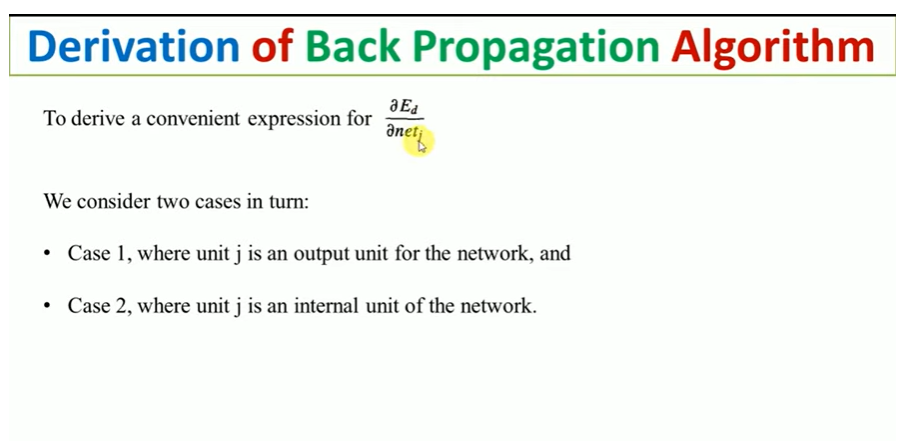 Derivation of Back Propagation Algorithm
To derive a convenient expression for ∂E_d/∂net_j
We consider two cases in turn:
• Case 1, where unit j is an output unit for the network, and
• Case 2, where unit j is an internal unit of the network.